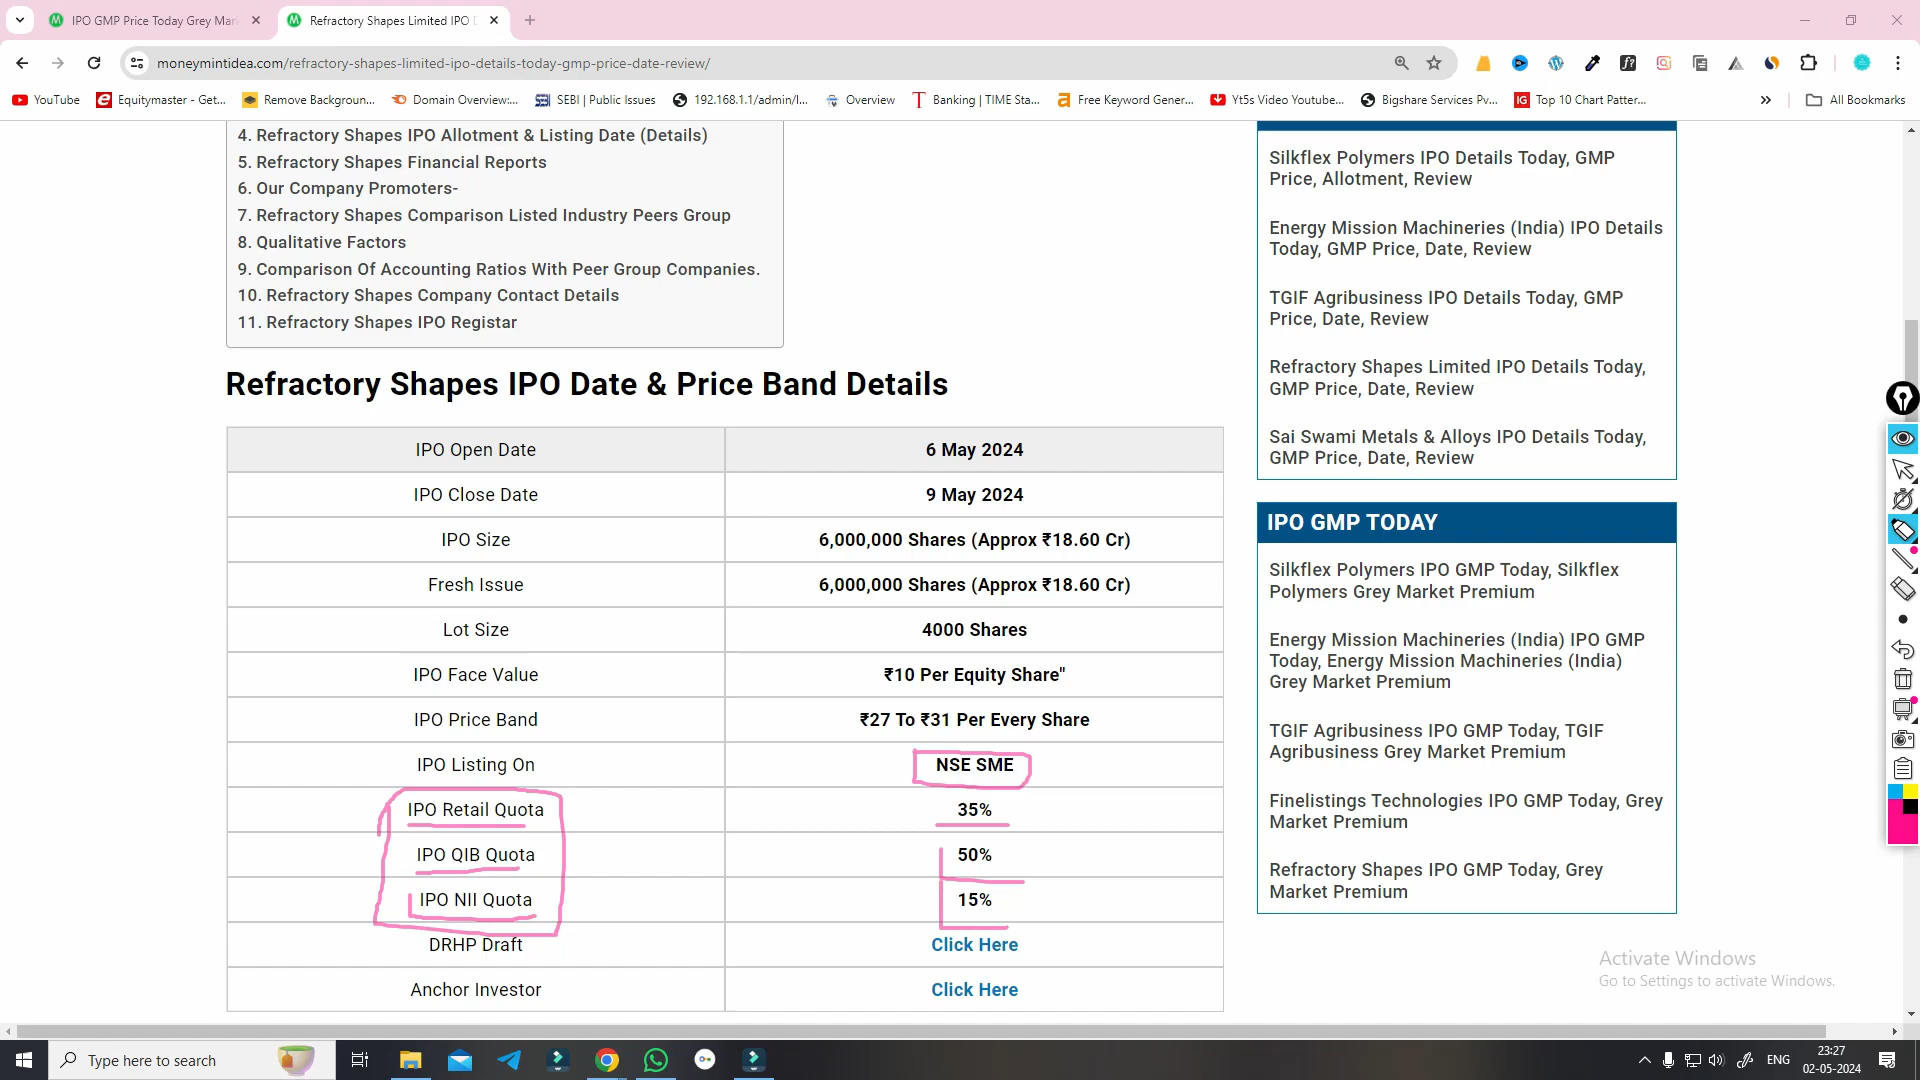 IPO GMP Price Today Grey Mar
Refractory Shapes Limited IPO D
moneymintidea.com/refractory-shapes-limited-ipo-details-today-gmp-price-date-review/
YouTube
Equitymaster - Get...
Remove Backgroun...
Domain Overview:...
SEBI | Public Issues
192.168.1.1/admin/l...
Overview
Banking | TIME Sta...
Free Keyword Gener...
Yt5s Video Youtube...
Bigshare Services Pv...
IG Top 10 Chart Patter...
All Bookmarks
4. Refractory Shapes IPO Allotment & Listing Date (Details)
5. Refractory Shapes Financial Reports
6. Our Company Promoters-
7. Refractory Shapes Comparison Listed Industry Peers Group
8. Qualitative Factors
9. Comparison Of Accounting Ratios With Peer Group Companies.
10. Refractory Shapes Company Contact Details
11. Refractory Shapes IPO Registar
Refractory Shapes IPO Date & Price Band Details
IPO Open Date 6 May 2024
IPO Close Date 9 May 2024
IPO Size 6,000,000 Shares (Approx ₹18.60 Cr)
Fresh Issue 6,000,000 Shares (Approx ₹18.60 Cr)
Lot Size 4000 Shares
IPO Face Value ₹10 Per Equity Share"
IPO Price Band ₹27 To ₹31 Per Every Share
IPO Listing On NSE SME
IPO Retail Quota 35%
IPO QIB Quota 50%
IPO NII Quota 15%
DRHP Draft Click Here
Anchor Investor Click Here
Silkflex Polymers IPO Details Today, GMP
Price, Allotment, Review
Energy Mission Machineries (India) IPO Details
Today, GMP Price, Date, Review
TGIF Agribusiness IPO Details Today, GMP
Price, Date, Review
Refractory Shapes Limited IPO Details Today,
GMP Price, Date, Review
Sai Swami Metals & Alloys IPO Details Today,
GMP Price, Date, Review
IPO GMP TODAY
Silkflex Polymers IPO GMP Today, Silkflex
Polymers Grey Market Premium
Energy Mission Machineries (India) IPO GMP
Today, Energy Mission Machineries (India)
Grey Market Premium
TGIF Agribusiness IPO GMP Today, TGIF
Agribusiness Grey Market Premium
Finelistings Technologies IPO GMP Today, Grey
Market Premium
Refractory Shapes IPO GMP Today, Grey
Market Premium
Activate Windows
Go to Settings to activate Windows.
Type here to search
ENG
23:27
02-05-2024